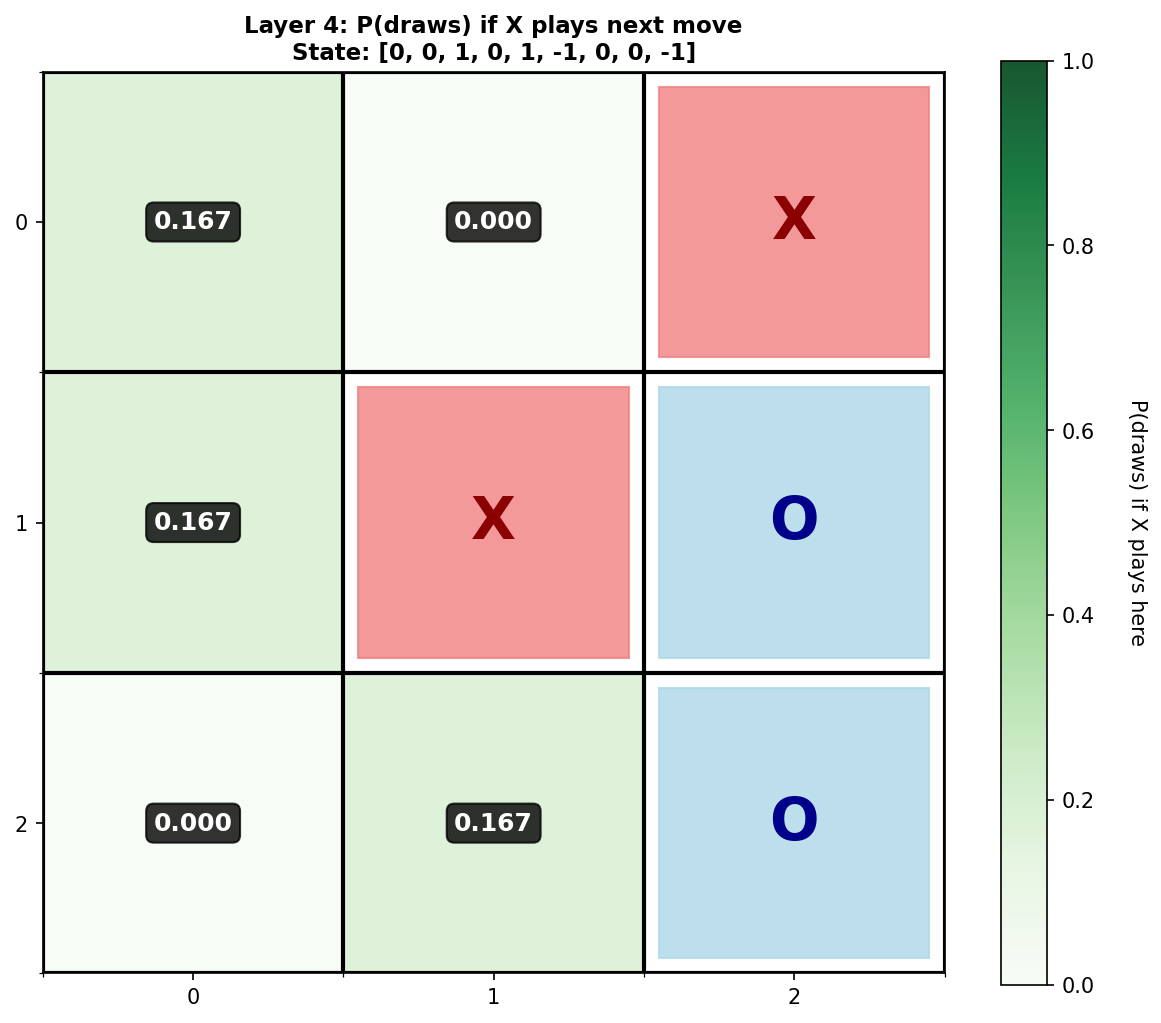 Layer 4: P(draws) if X plays next move
State: [0, 0, 1, 0, 1, -1, 0, 0, -1]
0
0.167
0.000
X
1
0.167
X
O
2
0.000
0.167
O
0
1
2
1.0
0.8
0.6
0.4
0.2
0.0
P(draws) if X plays here